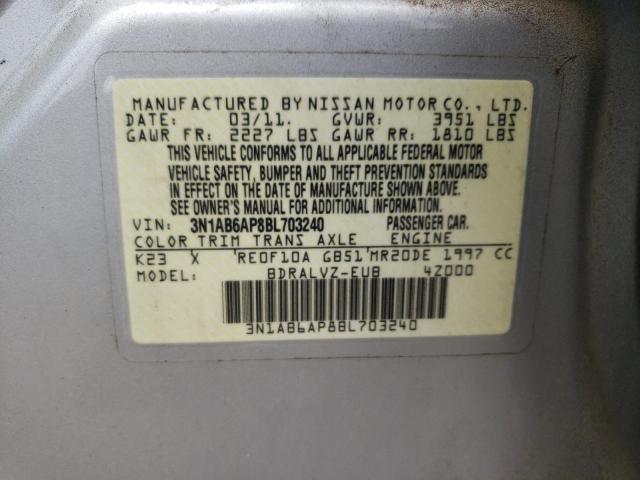 MANUFACTURED BY NISSAN MOTOR CO., LTD.
DATE: 03/11. GVWR: 3951 LBS
GAWR FR: 2227 LBS GAWR RR: 1810 LBS
THIS VEHICLE CONFORMS TO ALL APPLICABLE FEDERAL MOTOR
VEHICLE SAFETY, BUMPER AND THEFT PREVENTION STANDARDS
IN EFFECT ON THE DATE OF MANUFACTURE SHOWN ABOVE.
SEE OWNER'S MANUAL FOR ADDITIONAL INFORMATION.
VIN: 3N1AB6AP8BL703240 PASSENGER CAR.
COLOR TRIM TRANS AXLE ENGINE
K23 X 'RE0F10A GB51'MR20DE 1997 CC
BDRALVZ-EUB 4Z000
3N1AB6AP8BL703240